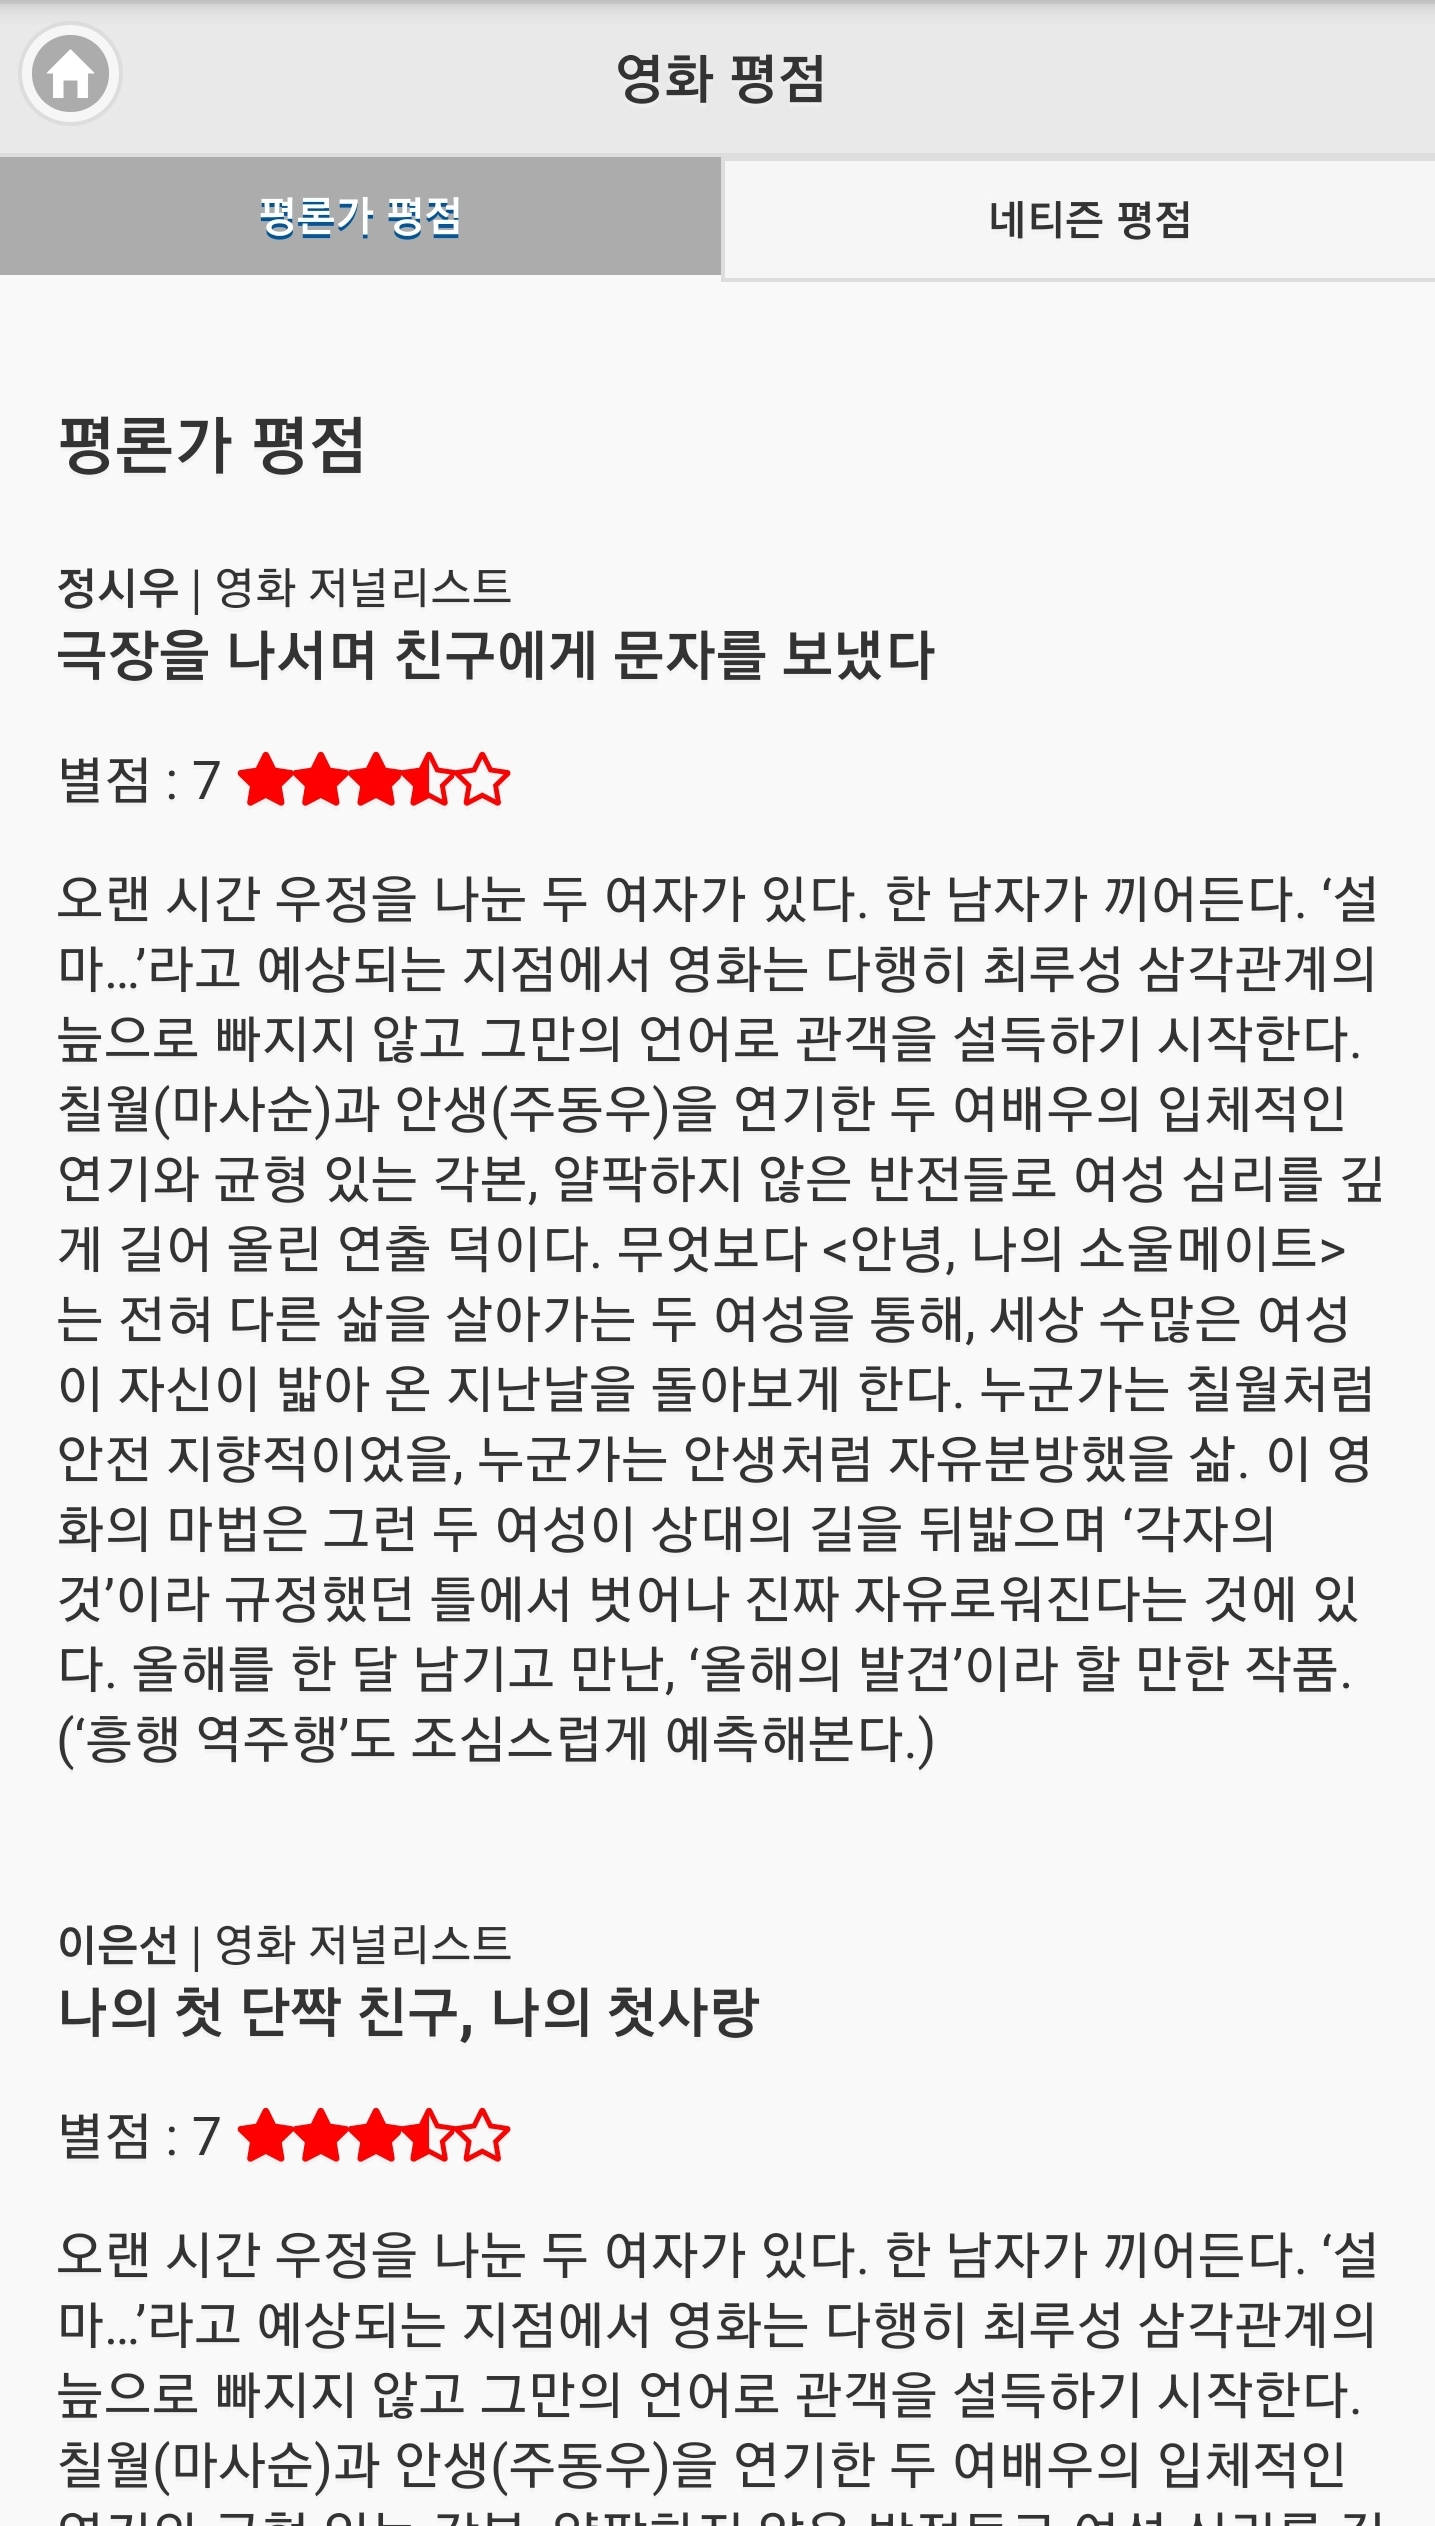 영화 평점
평론가 평점
네티즌 평점
평론가 평점
정시우 | 영화 저널리스트
극장을 나서며 친구에게 문자를 보냈다
별점 : 7
오랜 시간 우정을 나눈 두 여자가 있다. 한 남자가 끼어든다. ‘설
마...’라고 예상되는 지점에서 영화는 다행히 최루성 삼각관계의
늪으로 빠지지 않고 그만의 언어로 관객을 설득하기 시작한다.
칠월(마사순)과 안생(주동우)을 연기한 두 여배우의 입체적인
연기와 균형 있는 각본, 얄팍하지 않은 반전들로 여성 심리를 깊
게 길어 올린 연출 덕이다. 무엇보다 <안녕, 나의 소울메이트>
는 전혀 다른 삶을 살아가는 두 여성을 통해, 세상 수많은 여성
이 자신이 밟아 온 지난날을 돌아보게 한다. 누군가는 칠월처럼
안전 지향적이었을, 누군가는 안생처럼 자유분방했을 삶. 이 영
화의 마법은 그런 두 여성이 상대의 길을 뒤밟으며 ‘각자의
것’이라 규정했던 틀에서 벗어나 진짜 자유로워진다는 것에 있
다. 올해를 한 달 남기고 만난, ‘올해의 발견’이라 할 만한 작품.
(‘흥행 역주행’도 조심스럽게 예측해본다.)
이은선 | 영화 저널리스트
나의 첫 단짝 친구, 나의 첫사랑
별점 : 7
오랜 시간 우정을 나눈 두 여자가 있다. 한 남자가 끼어든다. ‘설
마...’라고 예상되는 지점에서 영화는 다행히 최루성 삼각관계의
늪으로 빠지지 않고 그만의 언어로 관객을 설득하기 시작한다.
칠월(마사순)과 안생(주동우)을 연기한 두 여배우의 입체적인